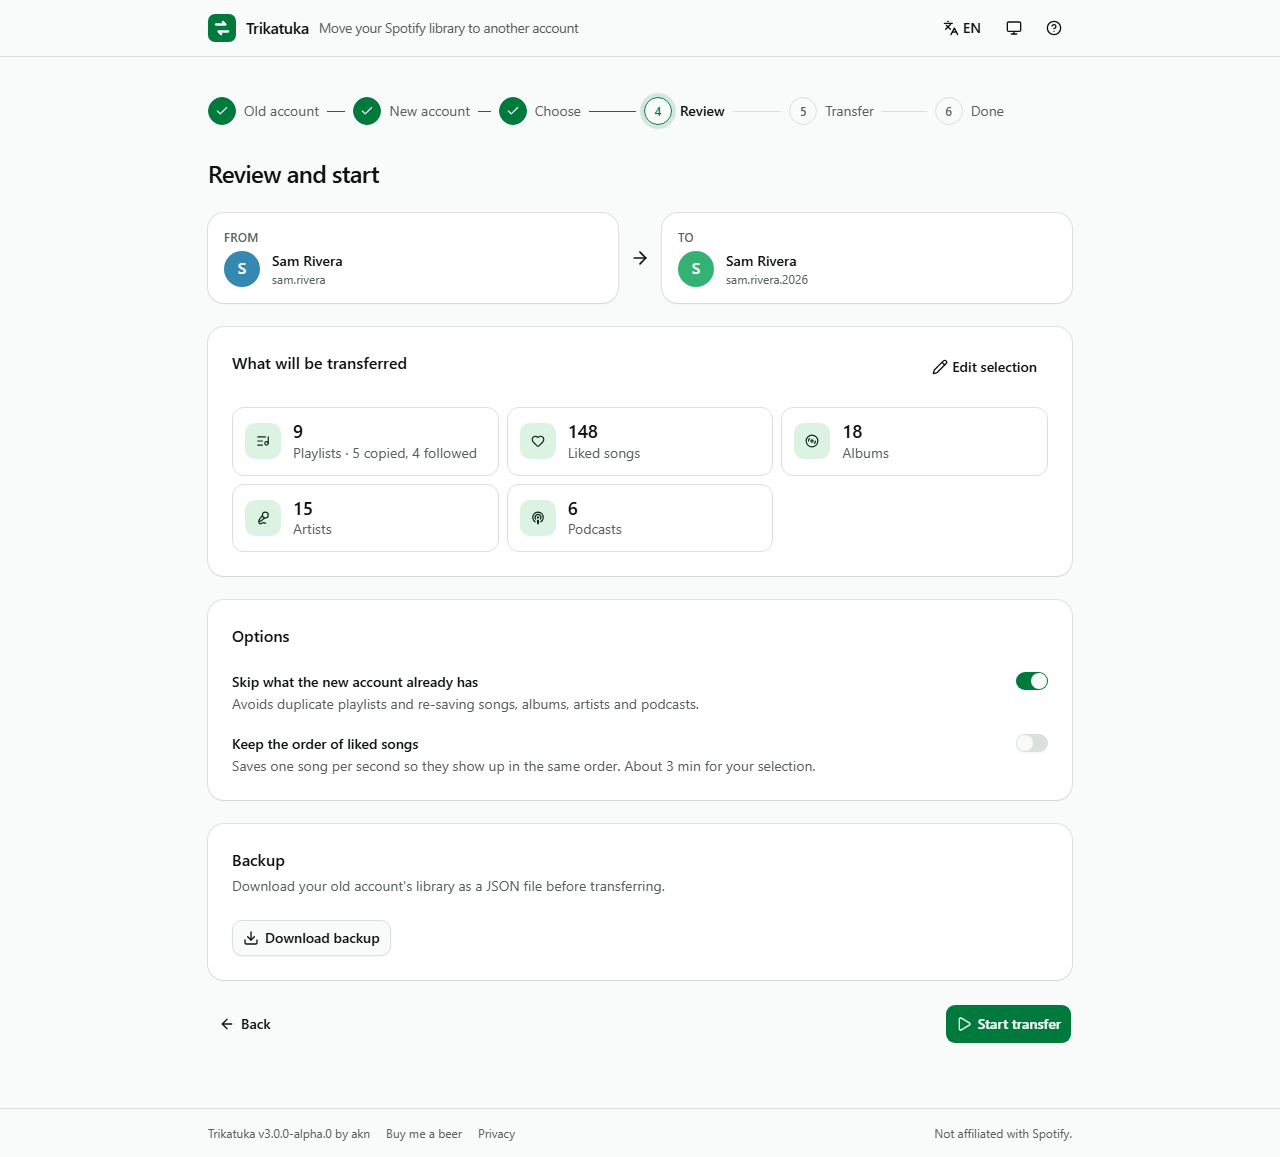 Trikatuka Move your Spotify library to another account
EN
Old account
New account
Choose
4 Review
5 Transfer
6 Done
Review and start
FROM
S
Sam Rivera
sam.rivera
TO
S
Sam Rivera
sam.rivera.2026
What will be transferred
Edit selection
9
Playlists · 5 copied, 4 followed
148
Liked songs
18
Albums
15
Artists
6
Podcasts
Options
Skip what the new account already has
Avoids duplicate playlists and re-saving songs, albums, artists and podcasts.
Keep the order of liked songs
Saves one song per second so they show up in the same order. About 3 min for your selection.
Backup
Download your old account's library as a JSON file before transferring.
Download backup
Back
Start transfer
Trikatuka v3.0.0-alpha.0 by akn
Buy me a beer
Privacy
Not affiliated with Spotify.